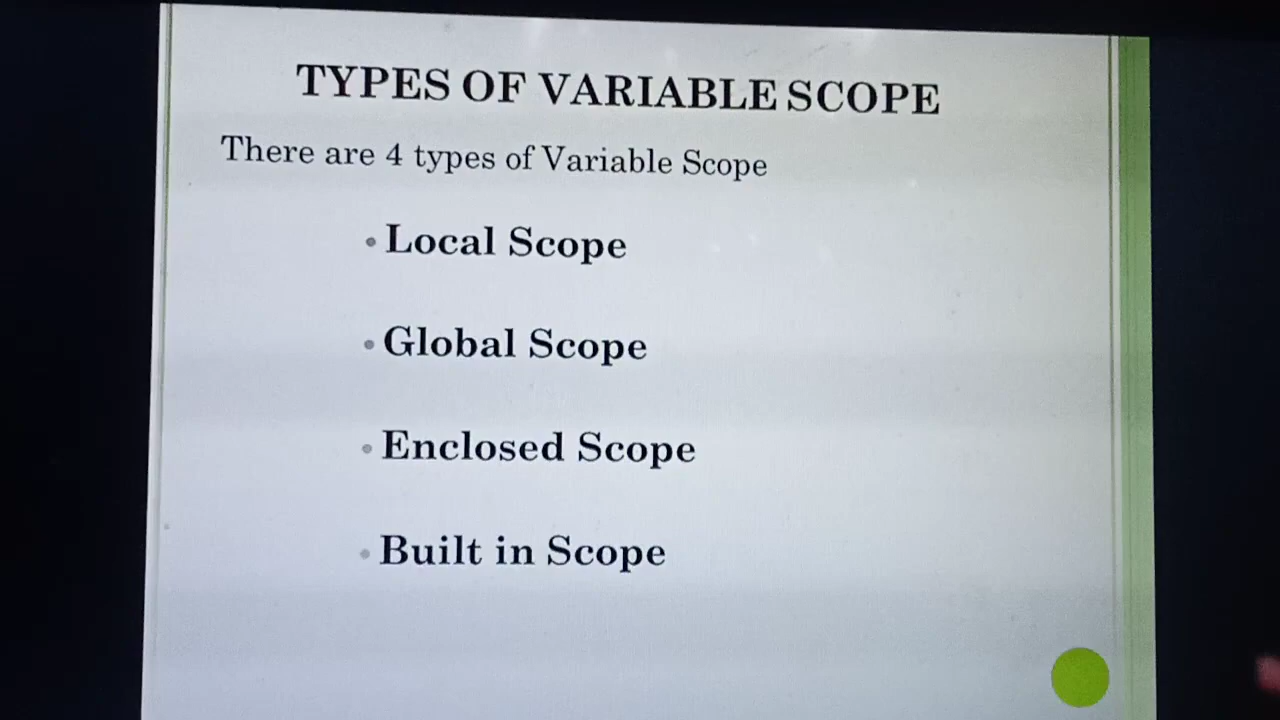 TYPES OF VARIABLE SCOPE
There are 4 types of Variable Scope
• Local Scope
• Global Scope
• Enclosed Scope
• Built in Scope